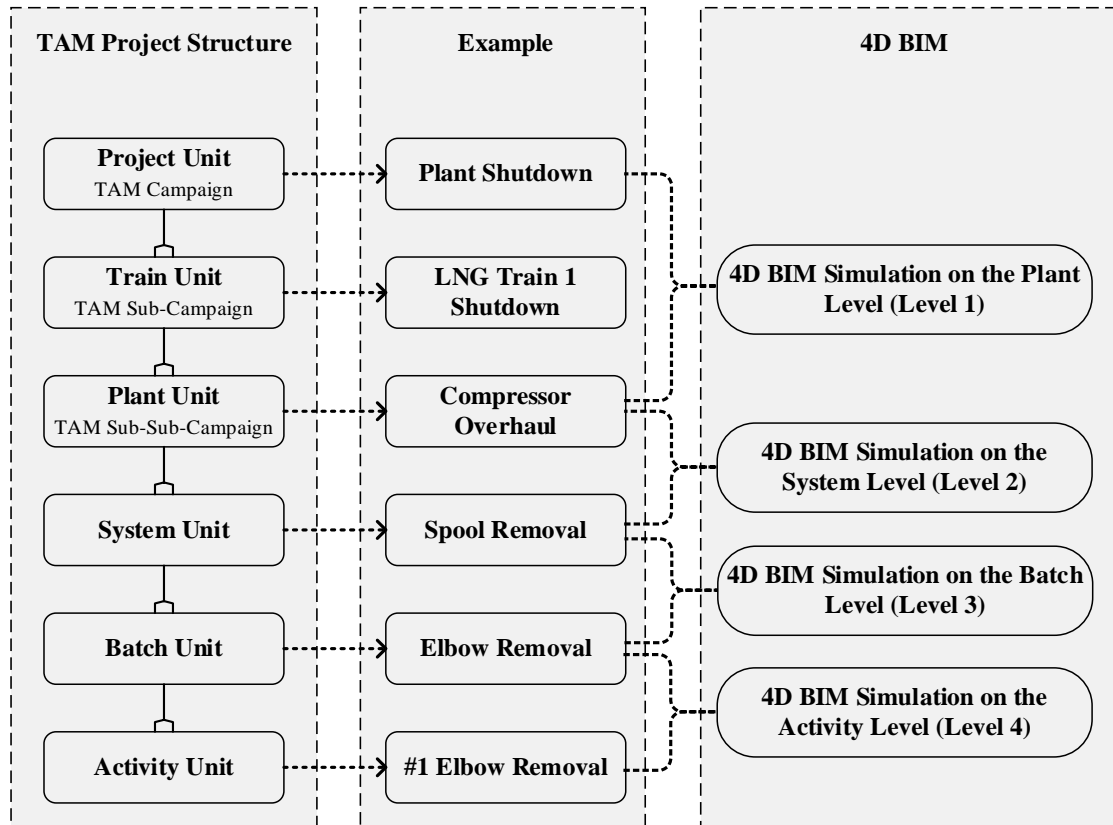 TAM Project Structure
Example
4D BIM
Project Unit
TAM Campaign
Plant Shutdown
Train Unit
TAM Sub-Campaign
LNG Train 1
Shutdown
4D BIM Simulation on the Plant
Level (Level 1)
Plant Unit
TAM Sub-Sub-Campaign
Compressor
Overhaul
4D BIM Simulation on the
System Level (Level 2)
System Unit
Spool Removal
4D BIM Simulation on the Batch
Level (Level 3)
Batch Unit
Elbow Removal
4D BIM Simulation on the
Activity Level (Level 4)
Activity Unit
#1 Elbow Removal